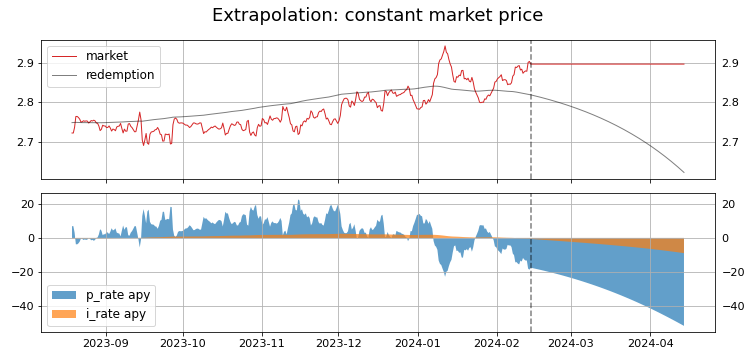 Extrapolation: constant market price
market
redemption
2.9
2.8
2.7
2.9
2.8
2.7
20
0
−20
−40
20
0
−20
−40
p_rate apy
i_rate apy
2023-09 2023-10 2023-11 2023-12 2024-01 2024-02 2024-03 2024-04